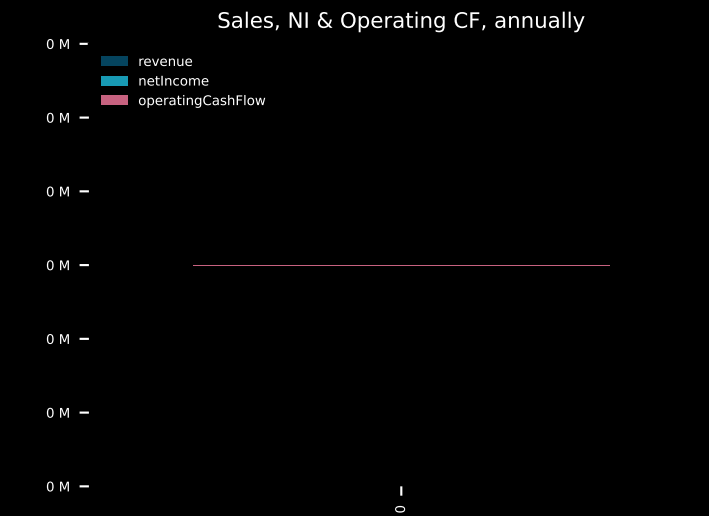 Sales, NI & Operating CF, annually
0 M
revenue
netIncome
operatingCashFlow
0 M
0 M
0 M
0 M
0 M
0 M
0